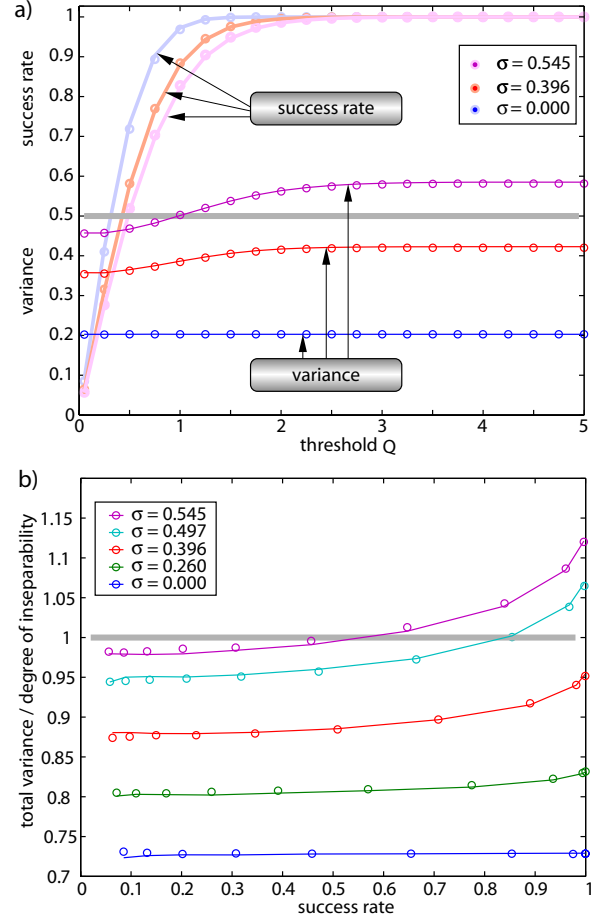 a)
1
0.9
0.8
0.7
0.6
0.5
0.4
0.3
0.2
0.1
0
success rate
variance
σ = 0.545
σ = 0.396
σ = 0.000
success rate
variance
0
1
2
3
4
5
threshold Q
b)
1.15
1.1
1.05
1
0.95
0.9
0.85
0.8
0.75
0.7
total variance / degree of inseparability
σ = 0.545
σ = 0.497
σ = 0.396
σ = 0.260
σ = 0.000
0
0.1
0.2
0.3
0.4
0.5
0.6
0.7
0.8
0.9
1
success rate